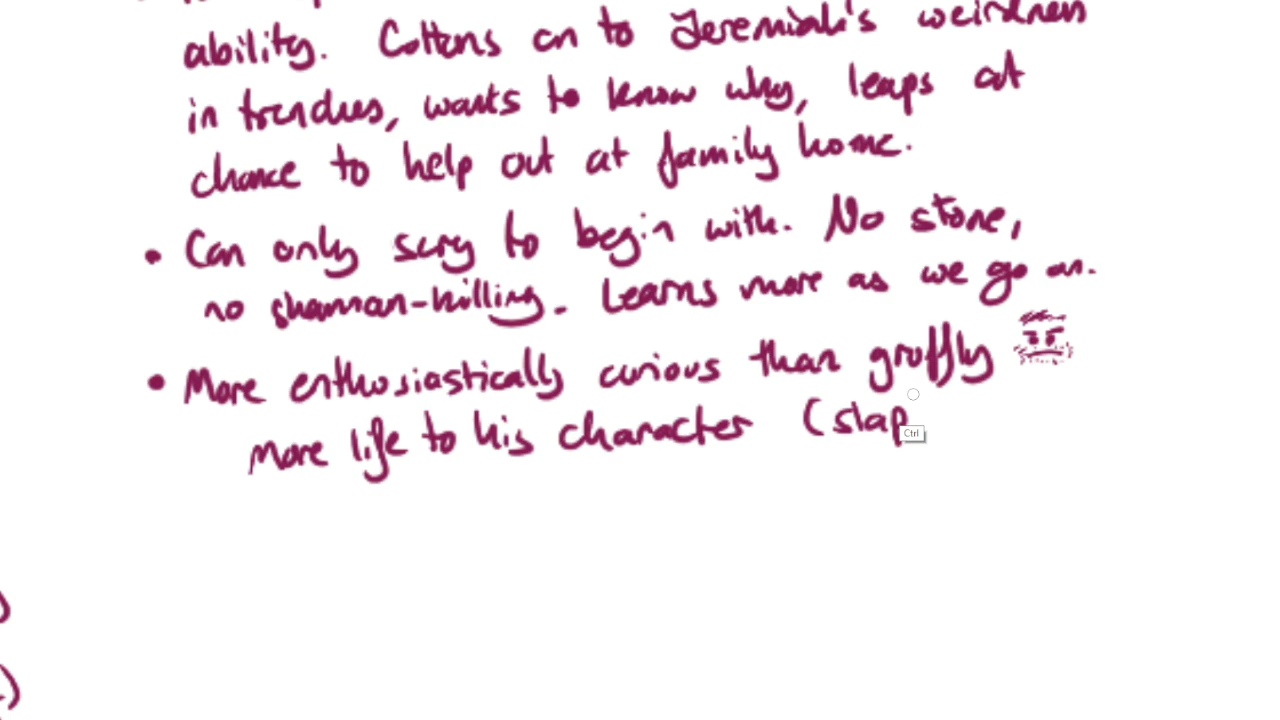 ability. Cottons on to Jeremiah's weirdness
in trenches, wants to know why, leaps at
chance to help out at family home.
• Can only scry to begin with. No stone,
no shaman-killing. Learns more as we go on.
• More enthusiastically curious than gruffly
more life to his character (slap
Ctrl